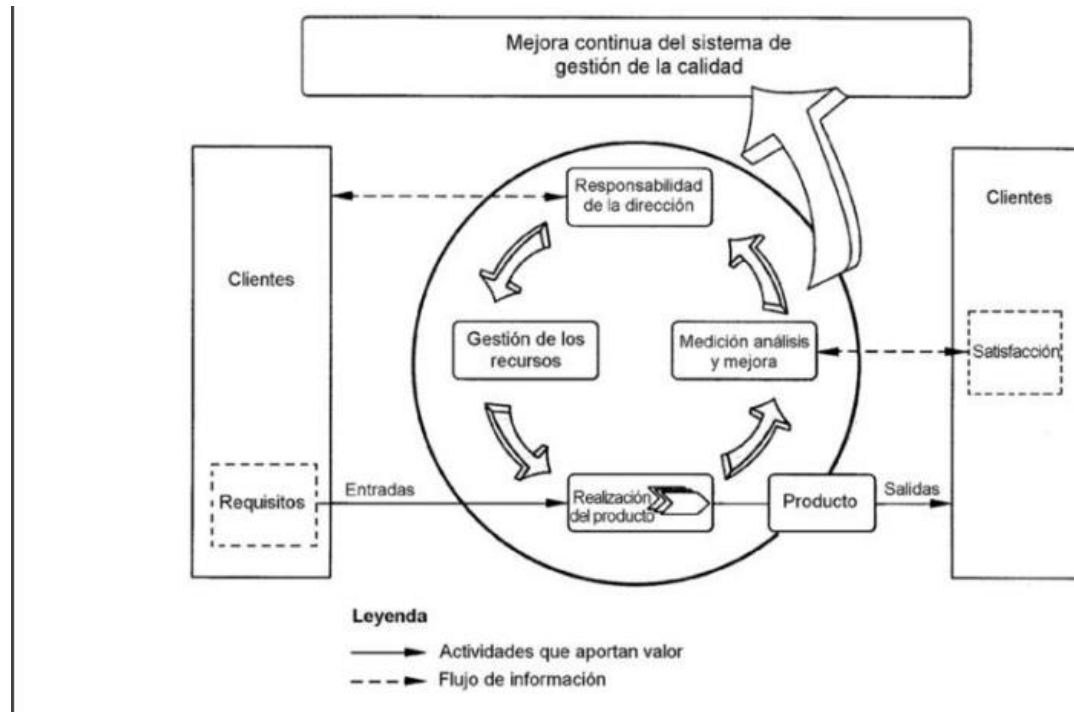 Mejora continua del sistema de
gestión de la calidad
Responsabilidad
de la dirección
Clientes
Clientes
Gestión de los
recursos
Medición análisis
y mejora
Satisfacción
Requisitos
Entradas
Realización
del producto
Producto
Salidas
Leyenda
Actividades que aportan valor
Flujo de información